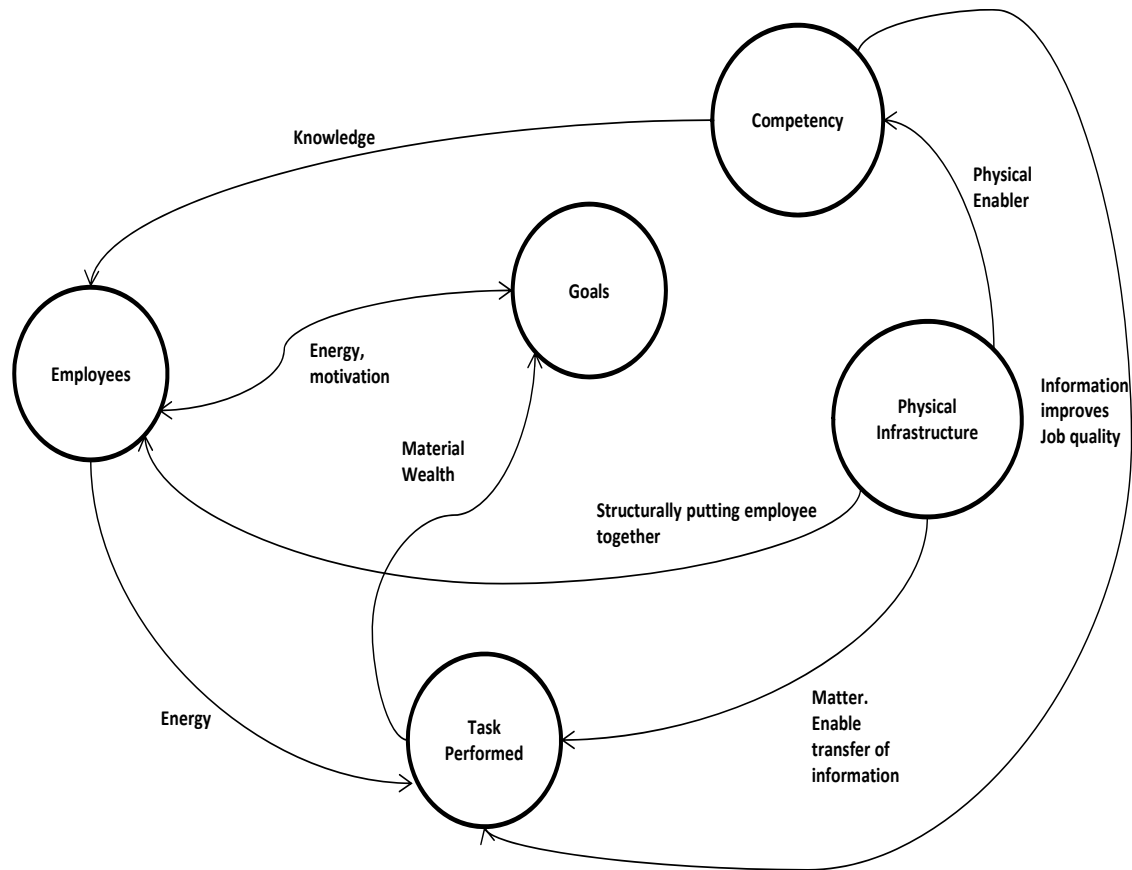 Competency
Knowledge
Physical
Enabler
Goals
Employees
Energy,
motivation
Physical
Infrastructure
Information
improves
Job quality
Material
Wealth
Structurally putting employee
together
Energy
Task
Performed
Matter.
Enable
transfer of
information